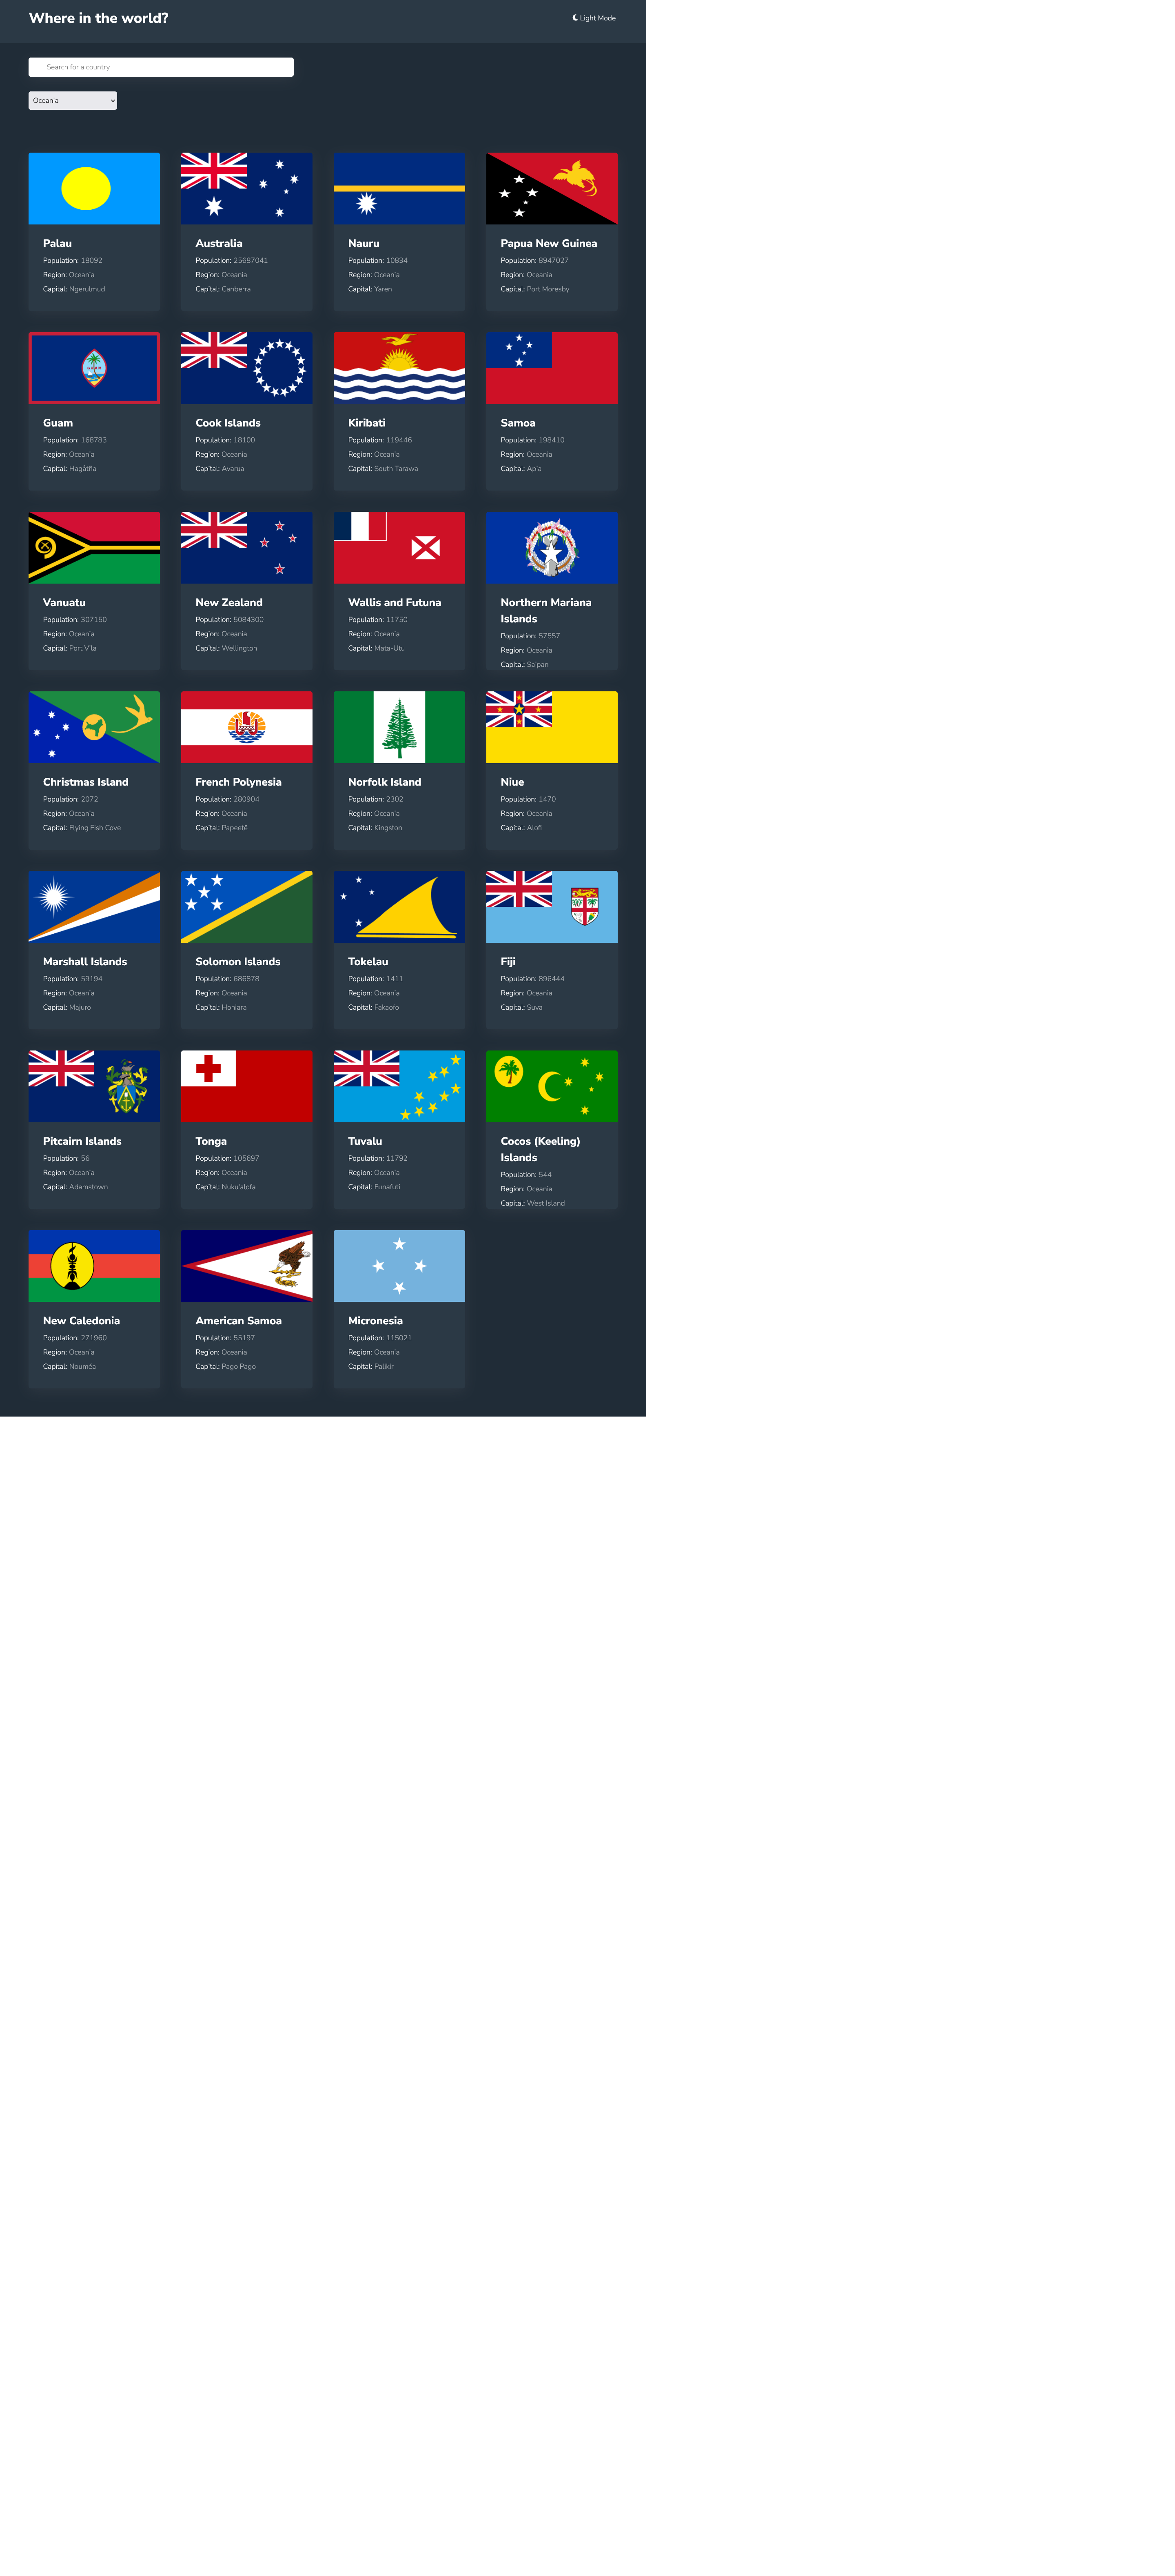 Where in the world?
Light Mode
Search for a country
Oceania
Palau
Population: 18092
Region: Oceania
Capital: Ngerulmud
Australia
Population: 25687041
Region: Oceania
Capital: Canberra
Nauru
Population: 10834
Region: Oceania
Capital: Yaren
Papua New Guinea
Population: 8947027
Region: Oceania
Capital: Port Moresby
GUAM
Guam
Population: 168783
Region: Oceania
Capital: Hagåtña
Cook Islands
Population: 18100
Region: Oceania
Capital: Avarua
Kiribati
Population: 119446
Region: Oceania
Capital: South Tarawa
Samoa
Population: 198410
Region: Oceania
Capital: Apia
Vanuatu
Population: 307150
Region: Oceania
Capital: Port Vila
New Zealand
Population: 5084300
Region: Oceania
Capital: Wellington
Wallis and Futuna
Population: 11750
Region: Oceania
Capital: Mata-Utu
Northern Mariana
Islands
Population: 57557
Region: Oceania
Capital: Saipan
Christmas Island
Population: 2072
Region: Oceania
Capital: Flying Fish Cove
French Polynesia
Population: 280904
Region: Oceania
Capital: Papeetē
Norfolk Island
Population: 2302
Region: Oceania
Capital: Kingston
Niue
Population: 1470
Region: Oceania
Capital: Alofi
Marshall Islands
Population: 59194
Region: Oceania
Capital: Majuro
Solomon Islands
Population: 686878
Region: Oceania
Capital: Honiara
Tokelau
Population: 1411
Region: Oceania
Capital: Fakaofo
Fiji
Population: 896444
Region: Oceania
Capital: Suva
Pitcairn Islands
Population: 56
Region: Oceania
Capital: Adamstown
Tonga
Population: 105697
Region: Oceania
Capital: Nuku'alofa
Tuvalu
Population: 11792
Region: Oceania
Capital: Funafuti
Cocos (Keeling)
Islands
Population: 544
Region: Oceania
Capital: West Island
New Caledonia
Population: 271960
Region: Oceania
Capital: Nouméa
American Samoa
Population: 55197
Region: Oceania
Capital: Pago Pago
Micronesia
Population: 115021
Region: Oceania
Capital: Palikir